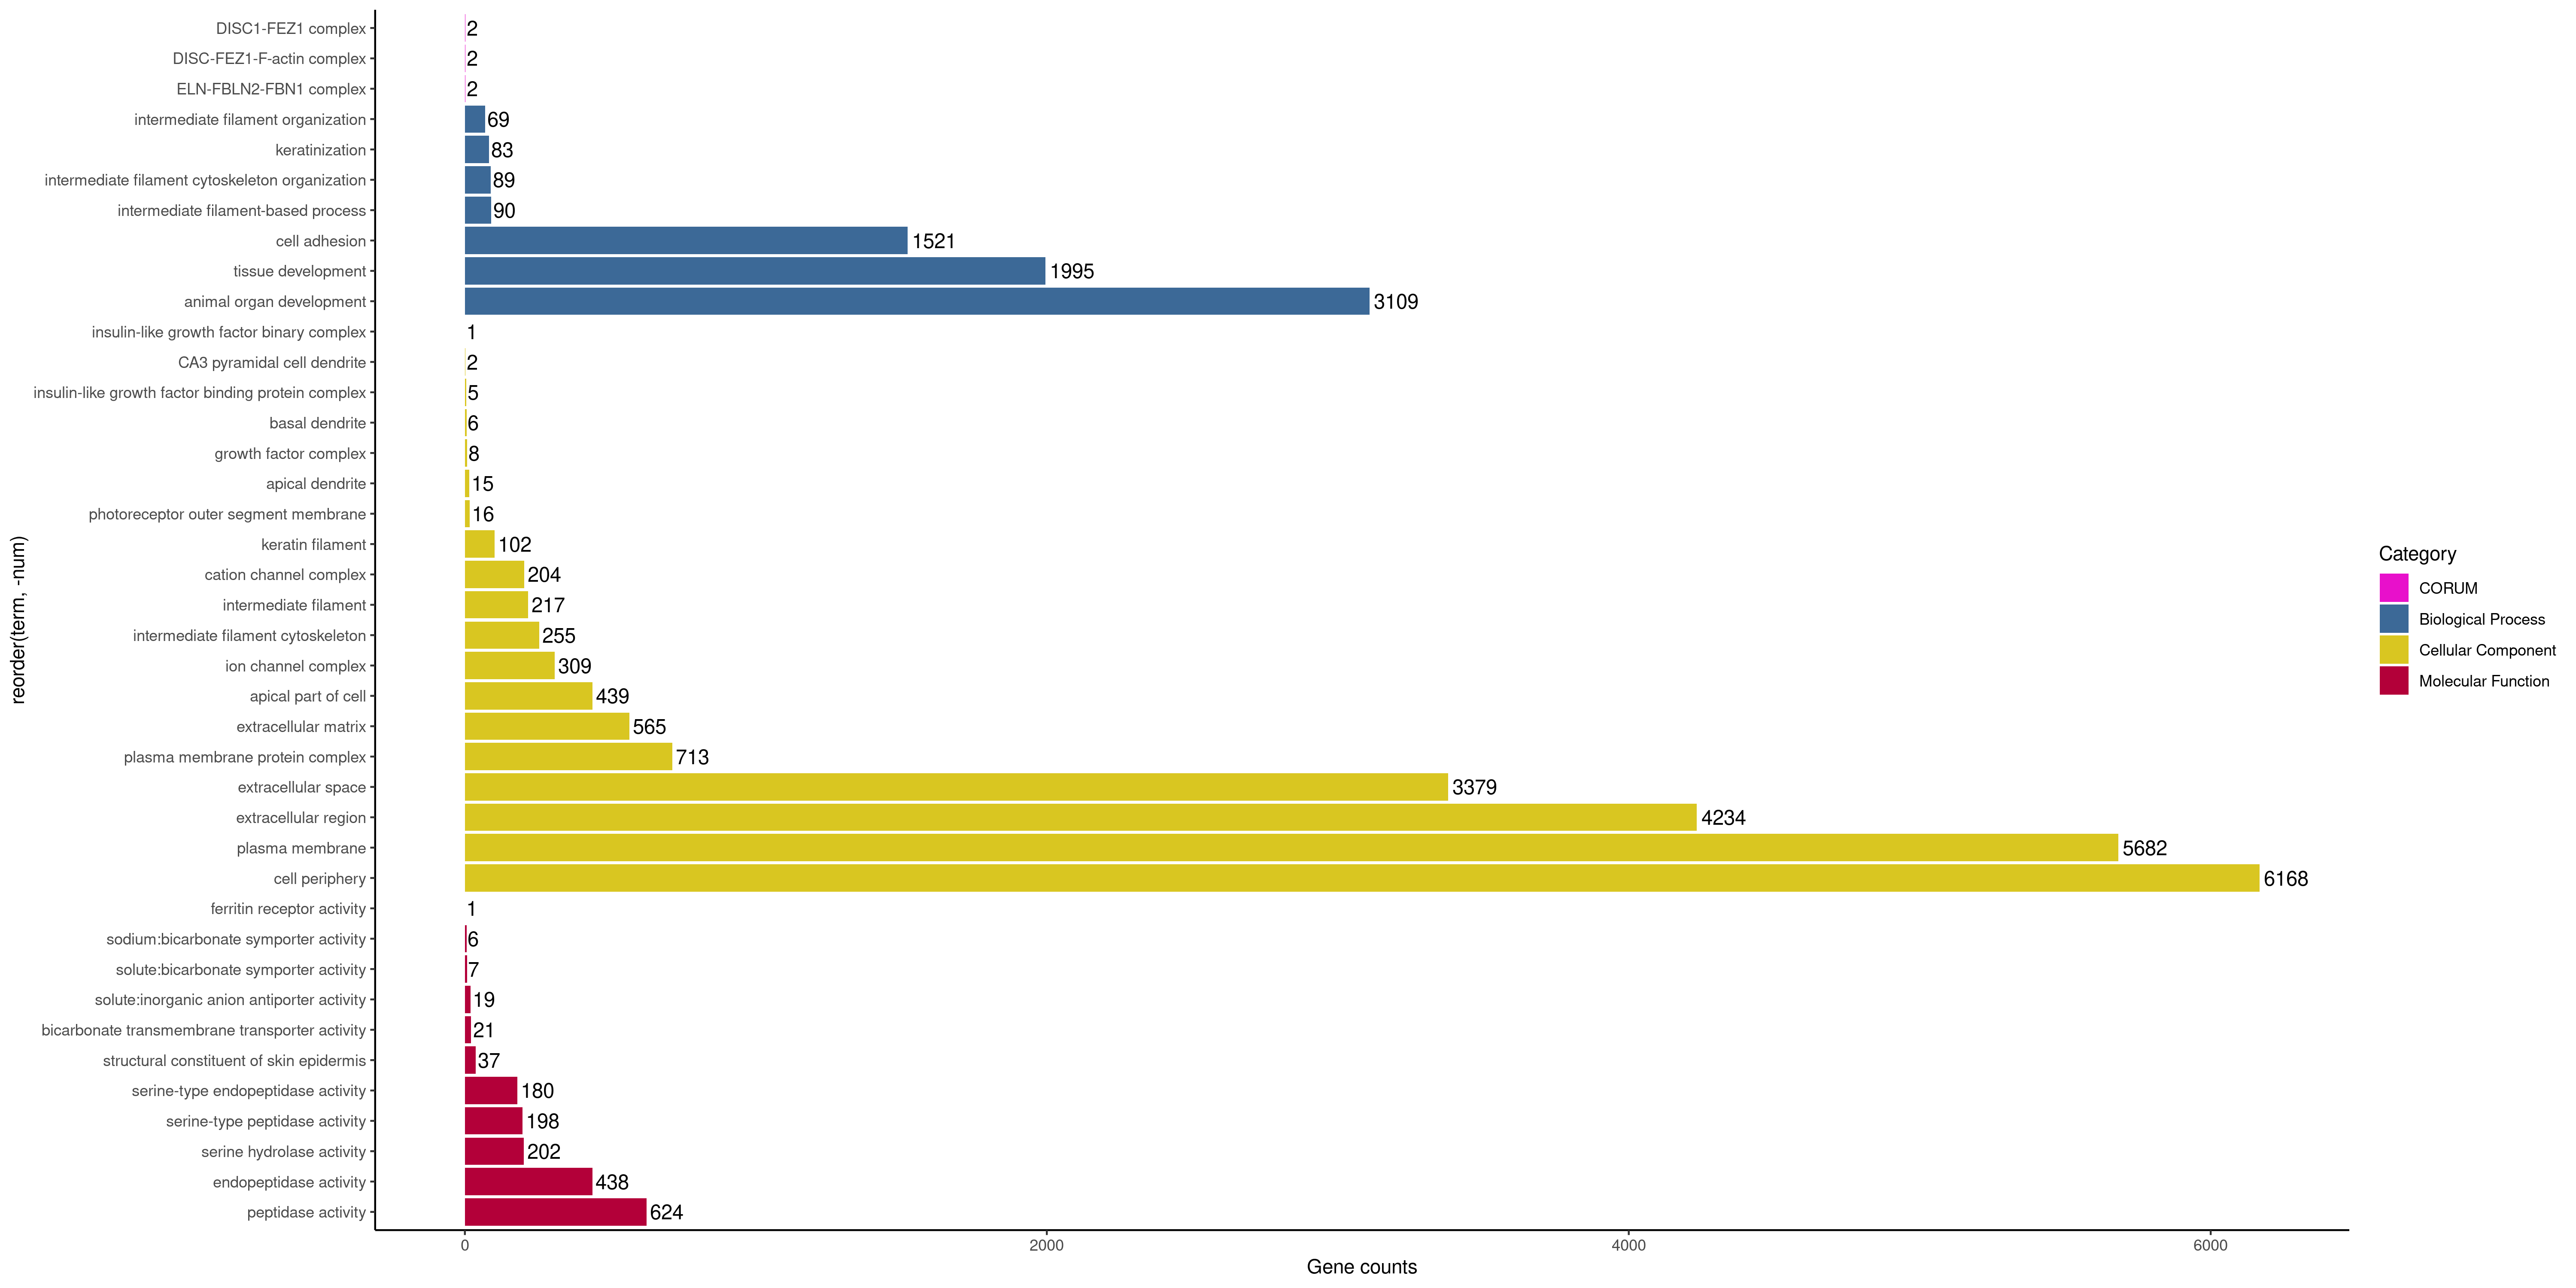 DISC1-FEZ1 complex 2
DISC-FEZ1-F-actin complex 2
ELN-FBLN2-FBN1 complex 2
intermediate filament organization 69
keratinization 83
intermediate filament cytoskeleton organization 89
intermediate filament-based process 90
cell adhesion 1521
tissue development 1995
animal organ development 3109
insulin-like growth factor binary complex 1
CA3 pyramidal cell dendrite 2
insulin-like growth factor binding protein complex 5
basal dendrite 6
growth factor complex 8
apical dendrite 15
photoreceptor outer segment membrane 16
keratin filament 102
cation channel complex 204
intermediate filament 217
intermediate filament cytoskeleton 255
ion channel complex 309
apical part of cell 439
extracellular matrix 565
plasma membrane protein complex 713
extracellular space 3379
extracellular region 4234
plasma membrane 5682
cell periphery 6168
ferritin receptor activity 1
sodium:bicarbonate symporter activity 6
solute:bicarbonate symporter activity 7
solute:inorganic anion antiporter activity 19
bicarbonate transmembrane transporter activity 21
structural constituent of skin epidermis 37
serine-type endopeptidase activity 180
serine-type peptidase activity 198
serine hydrolase activity 202
endopeptidase activity 438
peptidase activity 624
0 2000 4000 6000
Gene counts
reorder(term, -num)
Category
CORUM
Biological Process
Cellular Component
Molecular Function